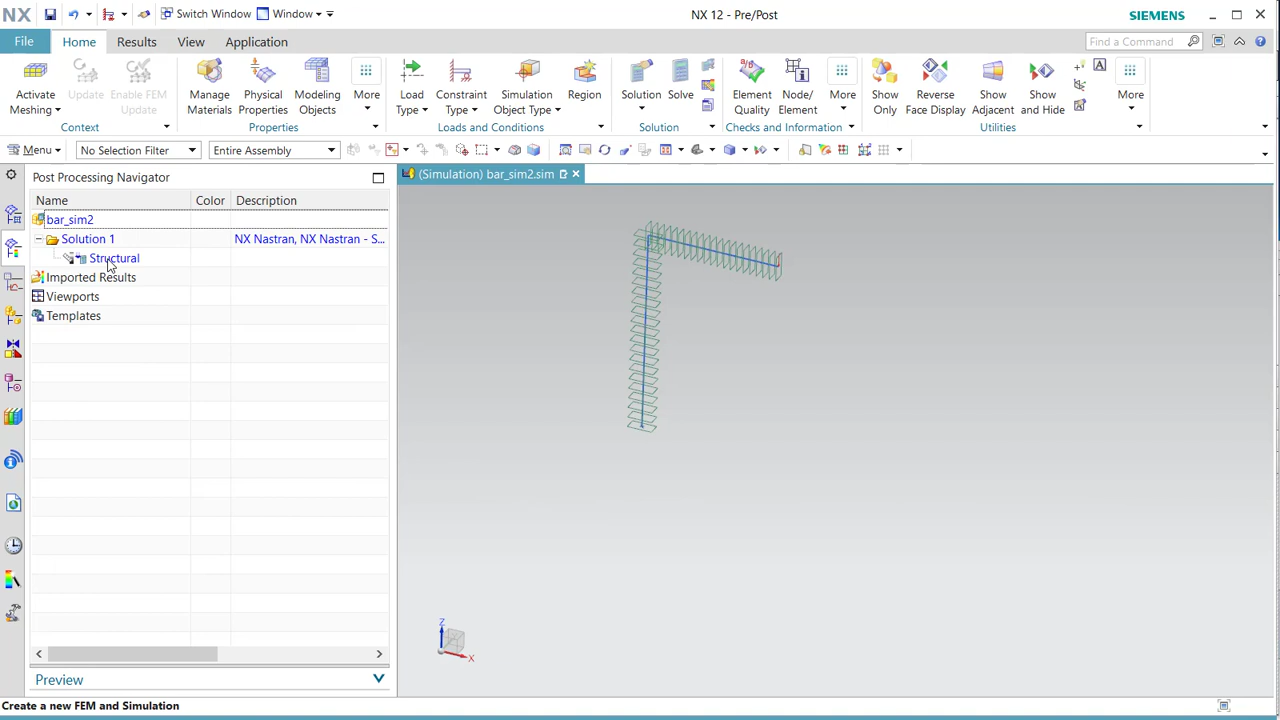 NX
Switch Window
Window
NX 12 - Pre/Post
SIEMENS
File
Home
Results
View
Application
Find a Command
Activate Meshing
Update
Enable FEM Update
Manage Materials
Physical Properties
Modeling Objects
More
Load Type
Constraint Type
Simulation Object Type
Region
Solution
Solve
Element Quality
Node/ Element
More
Show Only
Reverse Face Display
Show Adjacent
Show and Hide
More
Context
Properties
Loads and Conditions
Solution
Checks and Information
Utilities
Menu
No Selection Filter
Entire Assembly
Post Processing Navigator
(Simulation) bar_sim2.sim
Name
Color
Description
bar_sim2
Solution 1
NX Nastran, NX Nastran - S...
Structural
Imported Results
Viewports
Templates
Z
X
Preview
Create a new FEM and Simulation